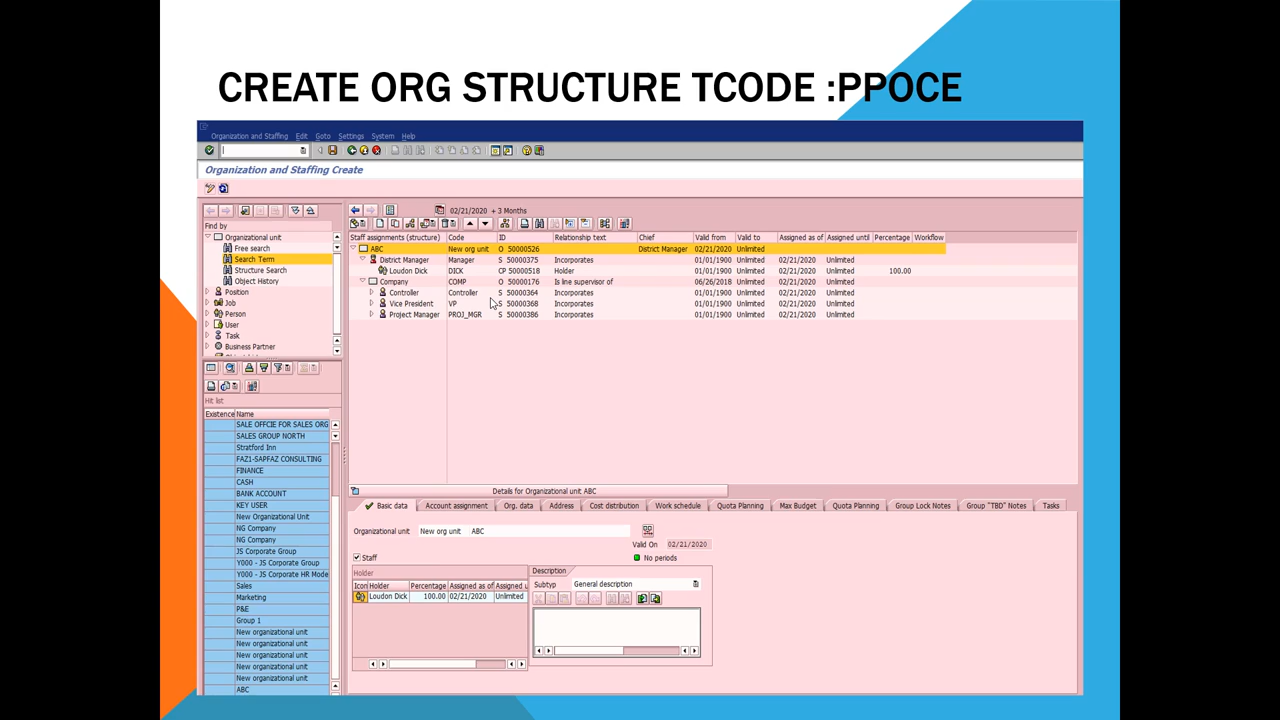 CREATE ORG STRUCTURE TCODE :PPOCE
Organization and Staffing Edit Goto Settings System Help
Organization and Staffing Create
02/21/2020 + 3 Months
Find by
Organizational unit
Free search
Search Term
Structure Search
Object History
Position
Job
Person
User
Task
Business Partner
Hit list
Existence Name
SALE OFFCIE FOR SALES ORG
SALES GROUP NORTH
Stratford Inn
FAZ1-SAPFAZ CONSULTING
FINANCE
CASH
BANK ACCOUNT
KEY USER
New Organizational Unit
NG Company
NG Company
JS Corporate Group
Y000 - JS Corporate Group
Y000 - JS Corporate HR Mode
Sales
Marketing
P&E
Group 1
New organizational unit
New organizational unit
New organizational unit
New organizational unit
New organizational unit
ABC
Staff assignments (structure) Code ID Relationship text Chief Valid from Valid to Assigned as of Assigned until Percentage Workflow
ABC New org unit O 50000526 District Manager 02/21/2020 Unlimited
District Manager Manager S 50000375 Incorporates 01/01/1900 Unlimited 02/21/2020 Unlimited
Loudon Dick DICK CP 50000518 Holder 01/01/1900 Unlimited 02/21/2020 Unlimited 100.00
Company COMP O 50000176 Is line supervisor of 06/26/2018 Unlimited 02/21/2020 Unlimited
Controller Controller S 50000364 Incorporates 01/01/1900 Unlimited 02/21/2020 Unlimited
Vice President VP S 50000368 Incorporates 01/01/1900 Unlimited 02/21/2020 Unlimited
Project Manager PROJ_MGR S 50000386 Incorporates 01/01/1900 Unlimited 02/21/2020 Unlimited
Details for Organizational unit ABC
Basic data Account assignment Org. data Address Cost distribution Work schedule Quota Planning Max Budget Quota Planning Group Lock Notes Group "TBD" Notes Tasks
Organizational unit New org unit ABC
Valid On 02/21/2020
Staff No periods
Holder
Icon Holder Percentage Assigned as of Assigned u
Loudon Dick 100.00 02/21/2020 Unlimited
Description
Subtyp General description